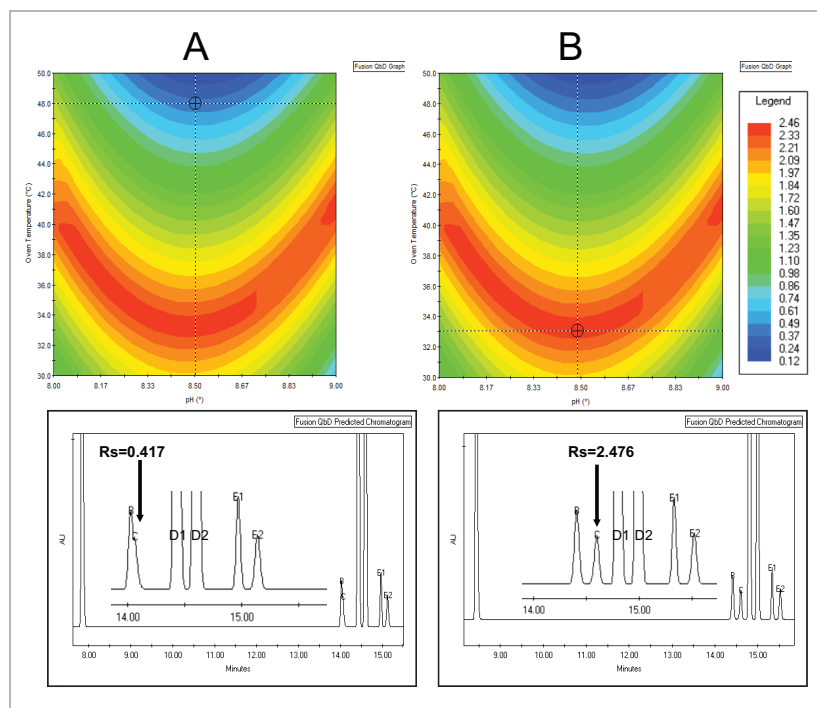 A
B
Fusion QbD Graph
Fusion QbD Graph
50.0
48.0
46.0
44.0
42.0
40.0
38.0
36.0
34.0
32.0
30.0
Oven Temperature (°C)
8.00 8.17 8.33 8.50 8.67 8.83 9.00
pH (*)
50.0
48.0
46.0
44.0
42.0
40.0
38.0
36.0
34.0
32.0
30.0
Oven Temperature (°C)
8.00 8.17 8.33 8.50 8.67 8.83 9.00
pH (*)
Legend
2.46
2.33
2.21
2.09
1.97
1.84
1.72
1.60
1.47
1.35
1.23
1.10
0.98
0.86
0.74
0.61
0.49
0.37
0.24
0.12
Fusion QbD Predicted Chromatogram
Rs=0.417
B
C
D1 D2
E1
E2
14.00 15.00
B
C
E1
E2
AU
8.00 9.00 10.00 11.00 12.00 13.00 14.00 15.00
Minutes
Fusion QbD Predicted Chromatogram
Rs=2.476
B
C
D1 D2
E1
E2
14.00 15.00
B
E1
E2
AU
9.00 10.00 11.00 12.00 13.00 14.00 15.00
Minutes